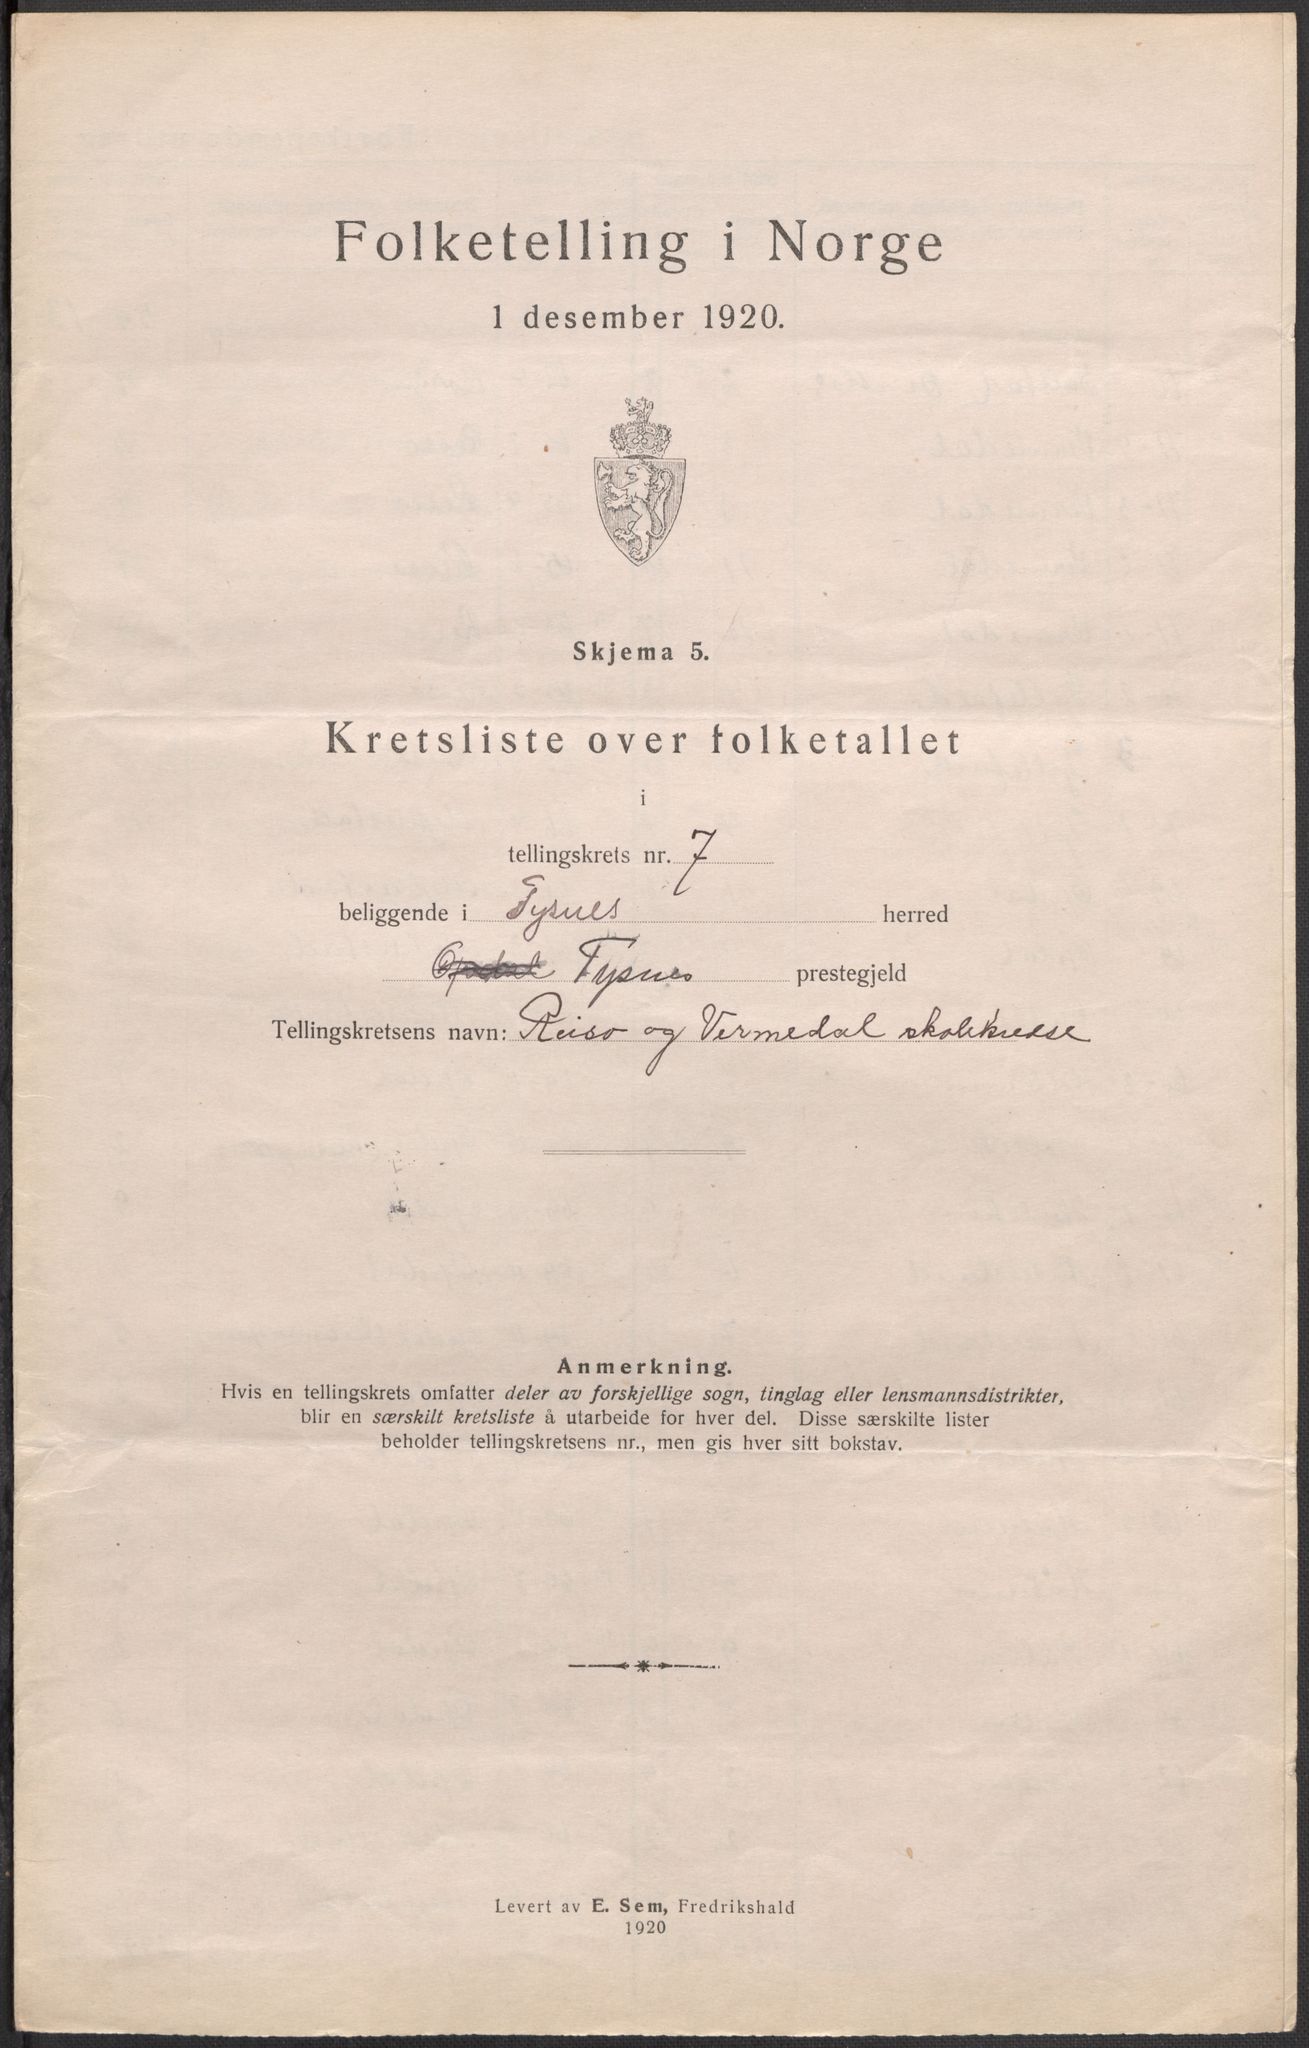 Folketelling i Norge
1 desember 1920.
Skjema 5.
Kretsliste over folketallet
i
tellingskrets nr. 7
beliggende i Tysnes herred
Opdal Tysnes prestegjeld
Tellingskretsens navn: Reiso og Vermedal skolekredse
Anmerkning.
Hvis en tellingskrets omfatter deler av forskjellige sogn, tinglag eller lensmannsdistrikter,
blir en særskilt kretsliste å utarbeide for hver del. Disse særskilte lister
beholder tellingskretsens nr., men gis hver sitt bokstav.
Levert av E. Sem, Fredrikshald
1920